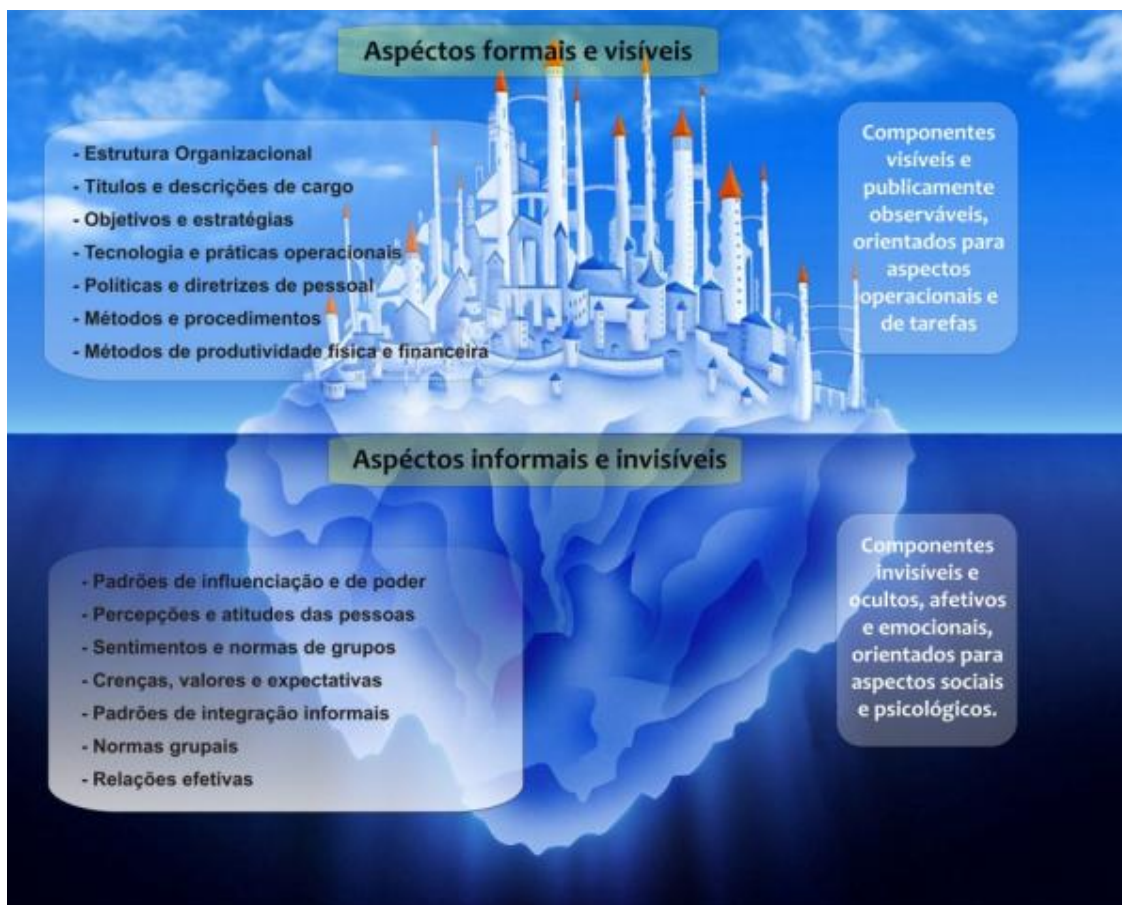 Aspéctos formais e visíveis
- Estrutura Organizacional
- Títulos e descrições de cargo
- Objetivos e estratégias
- Tecnologia e práticas operacionais
- Políticas e diretrizes de pessoal
- Métodos e procedimentos
- Métodos de produtividade física e financeira
Componentes
visíveis e
publicamente
observáveis,
orientados para
aspectos
operacionais e
de tarefas
Aspéctos informais e invisíveis
- Padrões de influenciação e de poder
- Percepções e atitudes das pessoas
- Sentimentos e normas de grupos
- Crenças, valores e expectativas
- Padrões de integração informais
- Normas grupais
- Relações efetivas
Componentes
invisíveis e
ocultos, afetivos
e emocionais,
orientados para
aspectos sociais
e psicológicos.